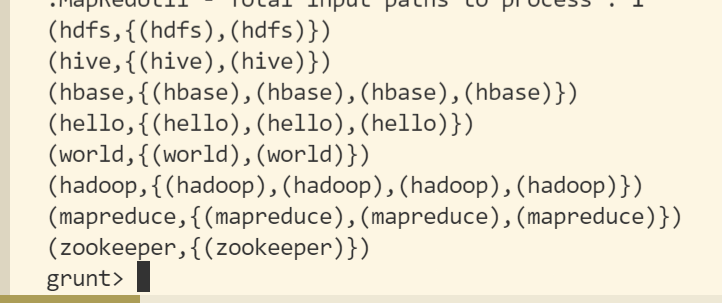 .MapRedUtil - Total input paths to process : 1
(hdfs,{(hdfs),(hdfs)})
(hive,{(hive),(hive)})
(hbase,{(hbase),(hbase),(hbase),(hbase)})
(hello,{(hello),(hello),(hello)})
(world,{(world),(world)})
(hadoop,{(hadoop),(hadoop),(hadoop),(hadoop)})
(mapreduce,{(mapreduce),(mapreduce),(mapreduce)})
(zookeeper,{(zookeeper)})
grunt>